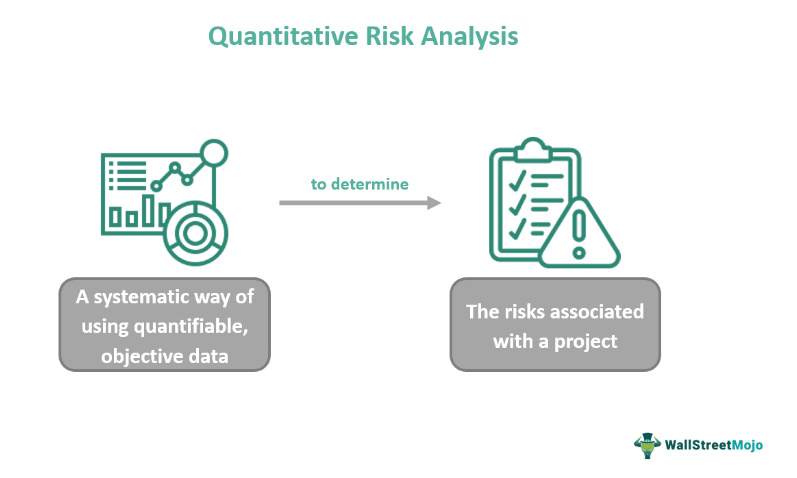 Quantitative Risk Analysis
to determine
A systematic way of
using quantifiable,
objective data
The risks associated
with a project
WallStreetMojo